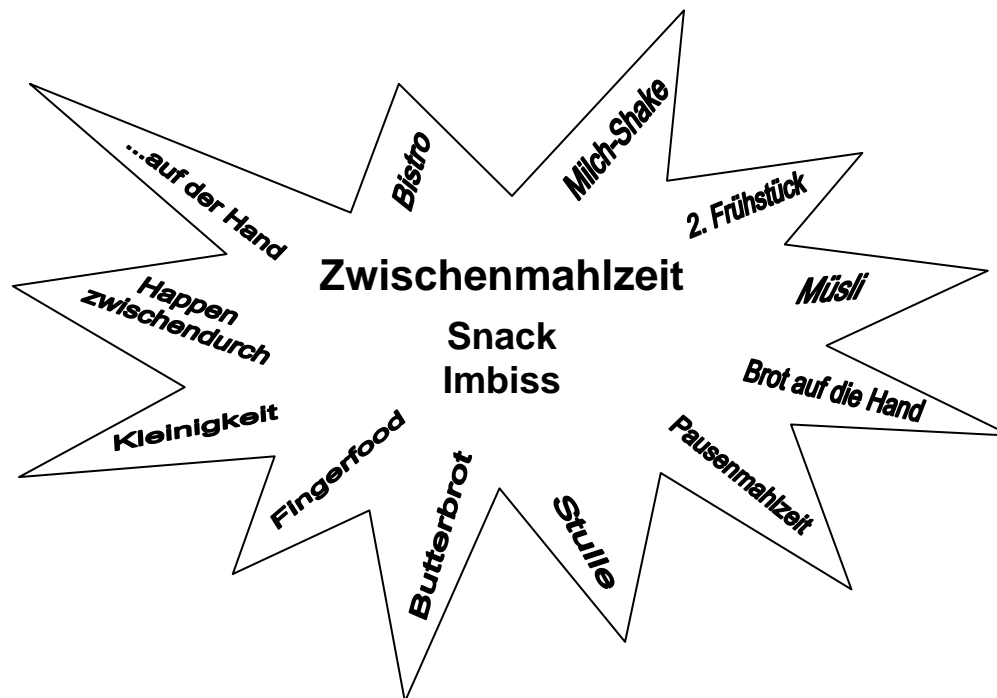 ...auf der Hand
Bistro
Milch-Shake
2. Frühstück
Zwischenmahlzeit
Snack
Imbiss
Müsli
Happen
zwischendurch
Brot auf die Hand
Kleinigkeit
Fingerfood
Butterbrot
Stulle
Pausenmahlzeit